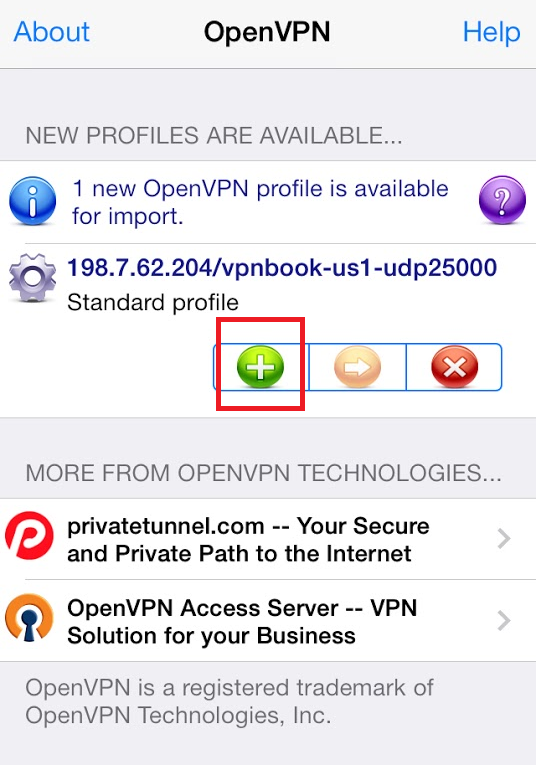 About OpenVPN Help
NEW PROFILES ARE AVAILABLE...
1 new OpenVPN profile is available
for import.
198.7.62.204/vpnbook-us1-udp25000
Standard profile
MORE FROM OPENVPN TECHNOLOGIES...
privatetunnel.com -- Your Secure
and Private Path to the Internet
OpenVPN Access Server -- VPN
Solution for your Business
OpenVPN is a registered trademark of
OpenVPN Technologies, Inc.